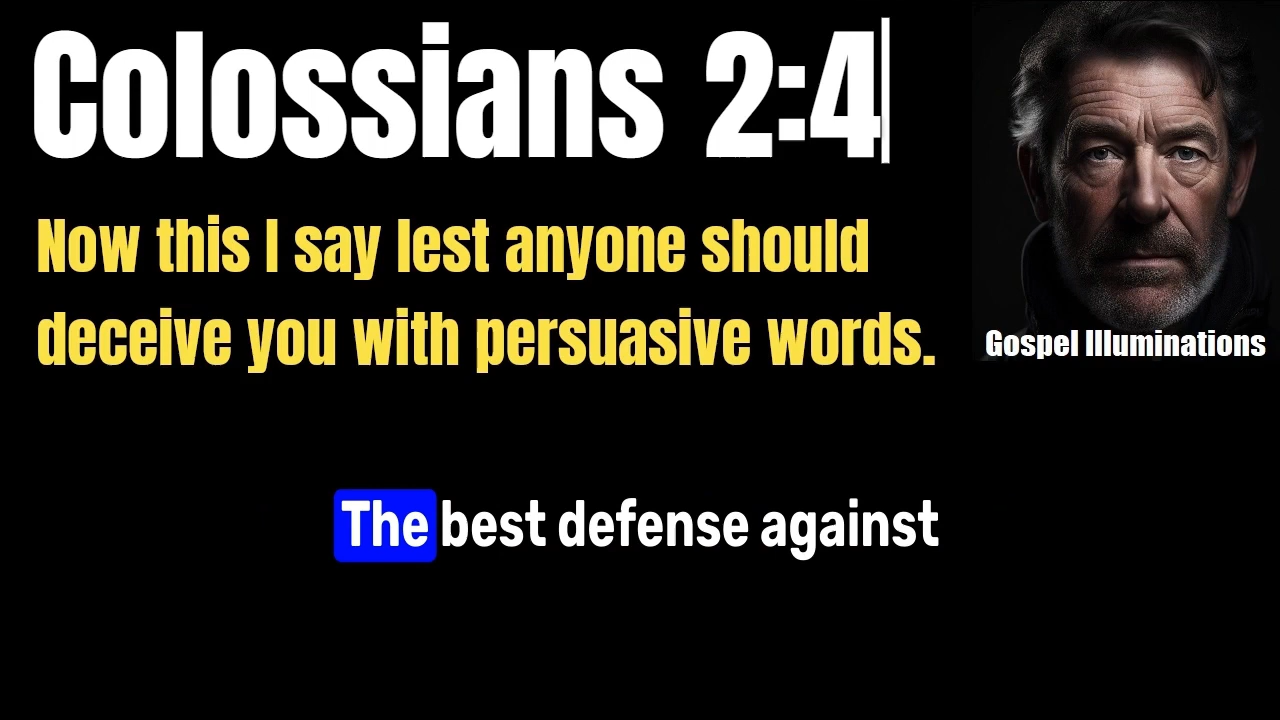 Colossians 2:4
Now this I say lest anyone should
deceive you with persuasive words.
Gospel Illuminations
The best defense against